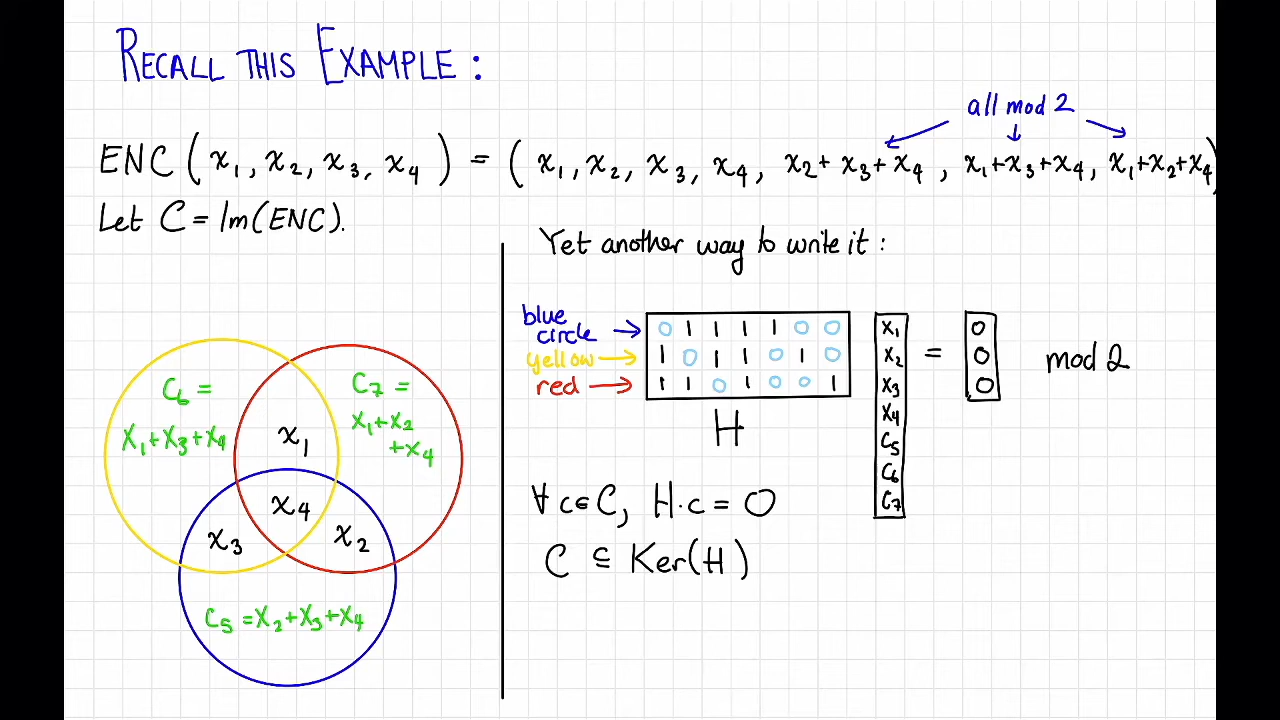 RECALL THIS EXAMPLE:
all mod 2
ENC(x₁, x₂, x₃, x₄) = (x₁, x₂, x₃, x₄, x₂+x₃+x₄, x₁+x₃+x₄, x₁+x₂+x₄)
Let C = Im(ENC).
C₆ =
x₁+x₃+x₄
C₇ =
x₁+x₂
+x₄
x₁
x₄
x₃
x₂
C₅ = x₂+x₃+x₄
Yet another way to write it:
blue
circle → 0 1 1 1 1 0 0
yellow → 1 0 1 1 0 1 0
red → 1 1 0 1 0 0 1
H
x₁
x₂
x₃
x₄
C₅
C₆
C₇
=
0
0
0
mod 2
∀ c∈C, H·c = 0
C ⊆ Ker(H)